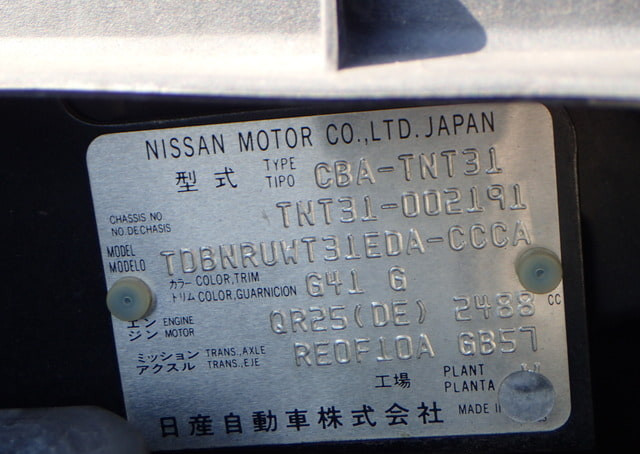 NISSAN MOTOR CO.,LTD. JAPAN
型式 TYPE TIPO CBA-TNT31
CHASSIS NO NO.DECHASIS TNT31-002191
MODEL MODELO TDBNRUWT31EDA-CCCA
カラー COLOR,TRIM トリム COLOR,GUARNICION G41 G
エンジン ENGINE MOTOR QR25(DE) 2488 CC
ミッション アクスル TRANS.,AXLE TRANS.,EJE RE0F10A GB57
工場 PLANT PLANTA
日産自動車株式会社 MADE IN